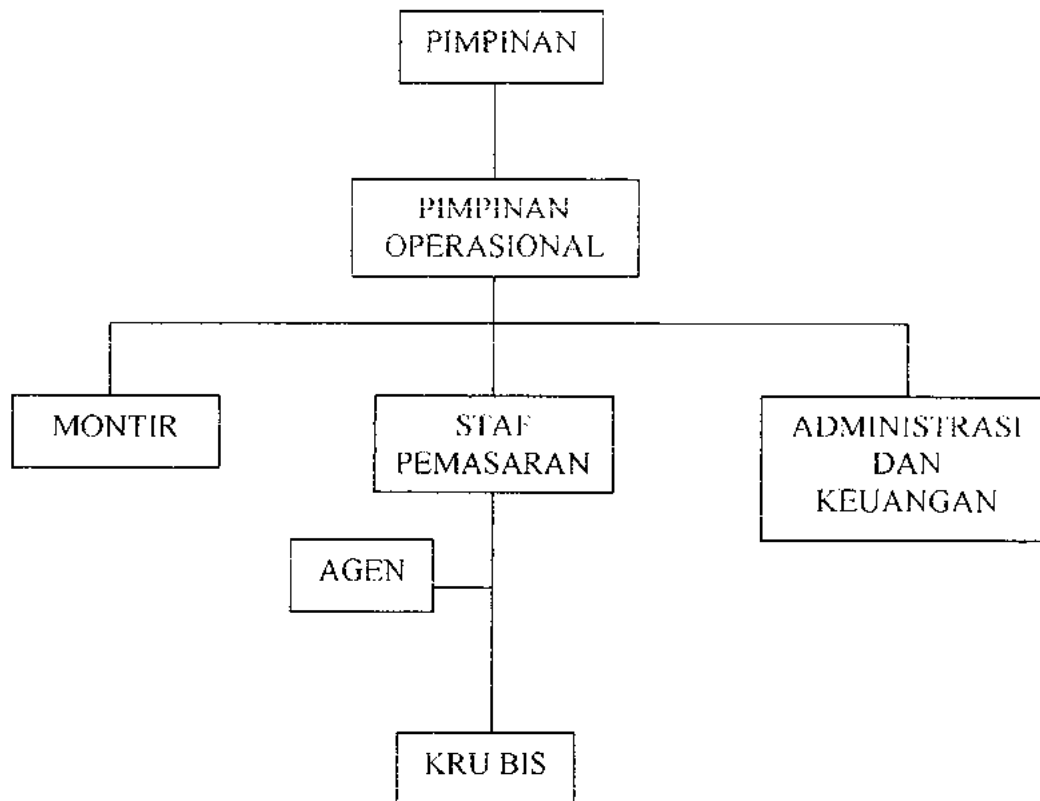 PIMPINAN
PIMPINAN
OPERASIONAL
MONTIR
STAF
PEMASARAN
ADMINISTRASI
DAN
KEUANGAN
AGEN
KRU BIS